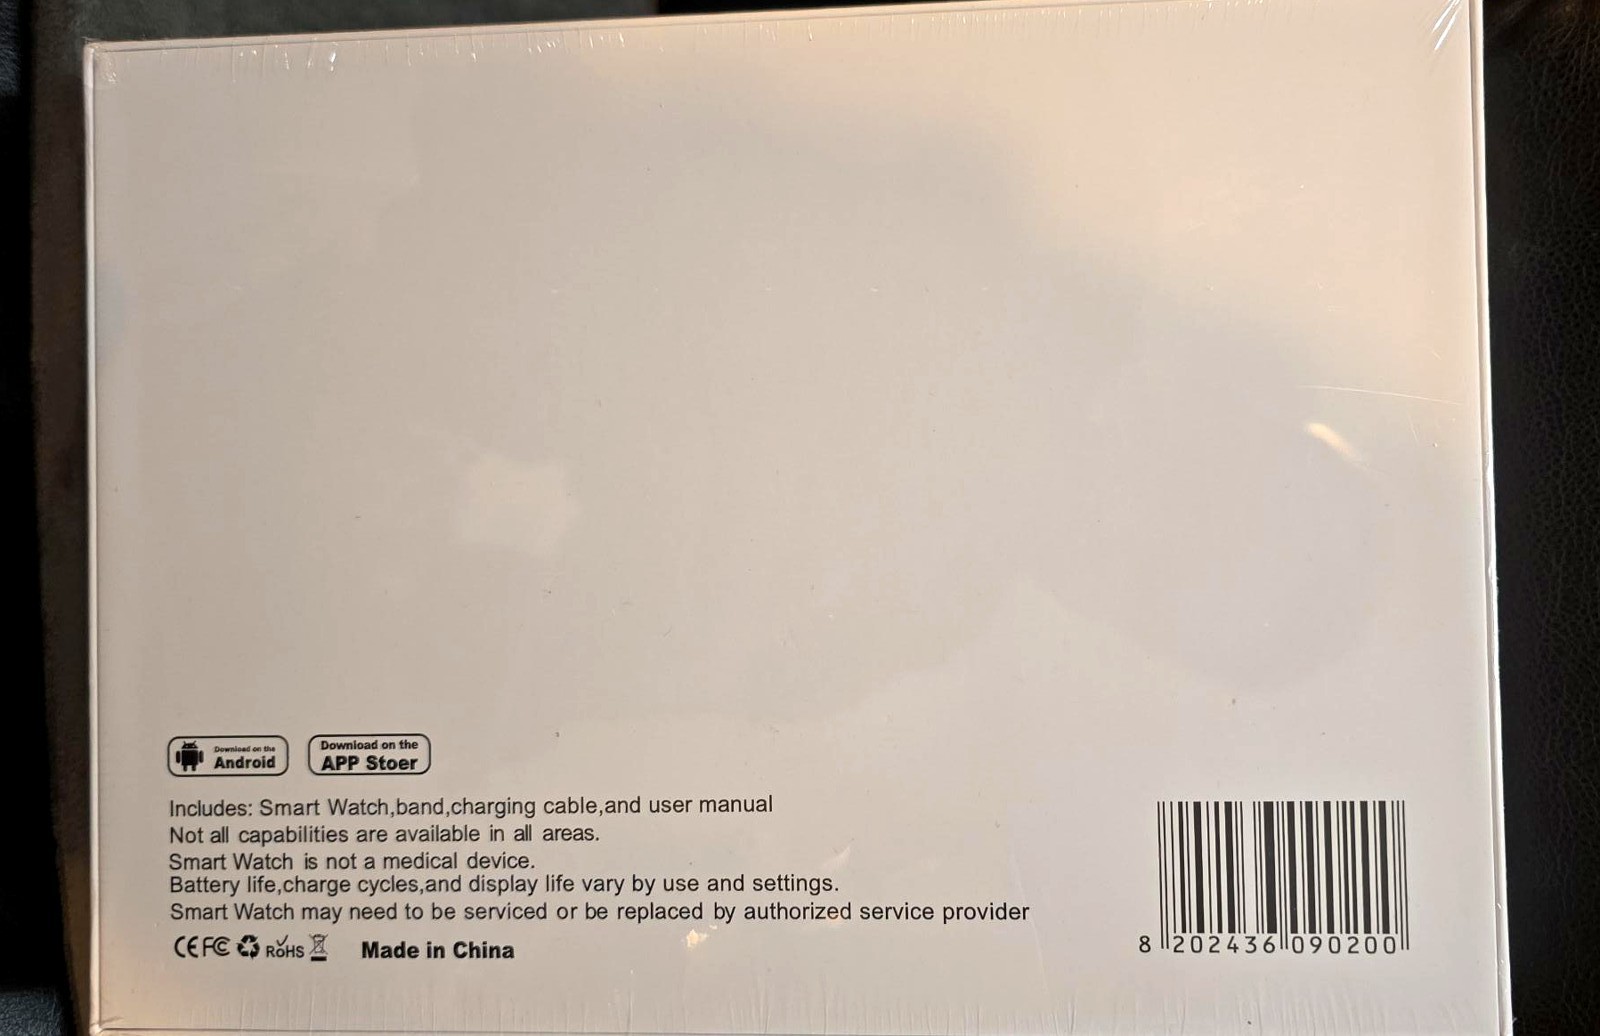 Download on the
Android
Download on the
APP Stoer
Includes: Smart Watch,band,charging cable,and user manual
Not all capabilities are available in all areas.
Smart Watch is not a medical device.
Battery life,charge cycles,and display life vary by use and settings.
Smart Watch may need to be serviced or be replaced by authorized service provider
CE FC RoHS Made in China
8 202436 090200